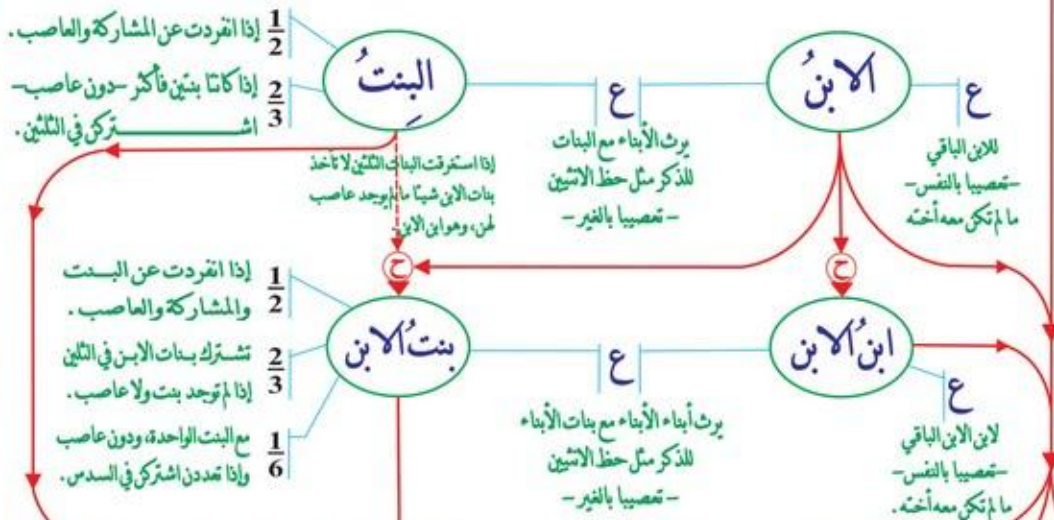 ع
للابن الباقي
-تعصيبا بالنفس-
ما لم تكن معه أخته
الابنُ
ع
يرث الأبناء مع البنات
للذكر مثل حظ الانثيين
- تعصيبا بالغير -
البنتُ
1/2 إذا انفردت عن المشاركة والعاصب.
2/3 إذا كانتا بنتين فأكثر -دون عاصب-
اشتركن في الثلثين.
إذا استغرقت البنات الثلثين لا تأخذ
بنات الابن شيئا ما لم يوجد عاصب
لهن، وهو ابن الابن.
ح
ح
ابنُ الابن
ع
لابن الابن الباقي
-تعصيبا بالنفس-
ما لم تكن معه أخته.
ع
يرث أبناء الأبناء مع بنات الأبناء
للذكر مثل حظ الانثيين
- تعصيبا بالغير -
بنتُ الابن
1/2 إذا انفردت عن البنت
والمشاركة والعاصب.
2/3 تشترك بنات الابن في الثلثين
إذا لم توجد بنت ولا عاصب.
1/6 مع البنت الواحدة، ودون عاصب
وإذا تعددن اشتركن في السدس.